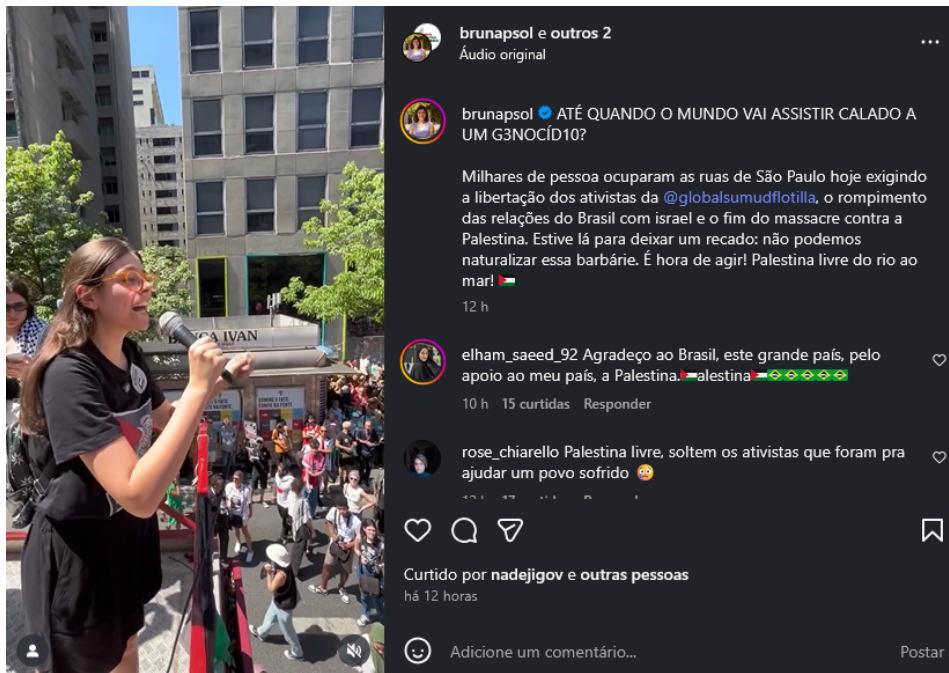 brunapsol e outros 2
Áudio original
brunapsol ATÉ QUANDO O MUNDO VAI ASSISTIR CALADO A
UM G3NOCÍD10?
Milhares de pessoa ocuparam as ruas de São Paulo hoje exigindo
a libertação dos ativistas da @globalsumudflotilla, o rompimento
das relações do Brasil com israel e o fim do massacre contra a
Palestina. Estive lá para deixar um recado: não podemos
naturalizar essa barbárie. É hora de agir! Palestina livre do rio ao
mar! 🇵🇸
12 h
elham_saeed_92 Agradeço ao Brasil, este grande país, pelo
apoio ao meu país, a Palestina.🇵🇸alestina🇵🇸🇧🇷🇧🇷🇧🇷🇧🇷🇧🇷
10 h 15 curtidas Responder
rose_chiarello Palestina livre, soltem os ativistas que foram pra
ajudar um povo sofrido 😳
Curtido por nadejigov e outras pessoas
há 12 horas
Adicione um comentário...
Postar
IVAN